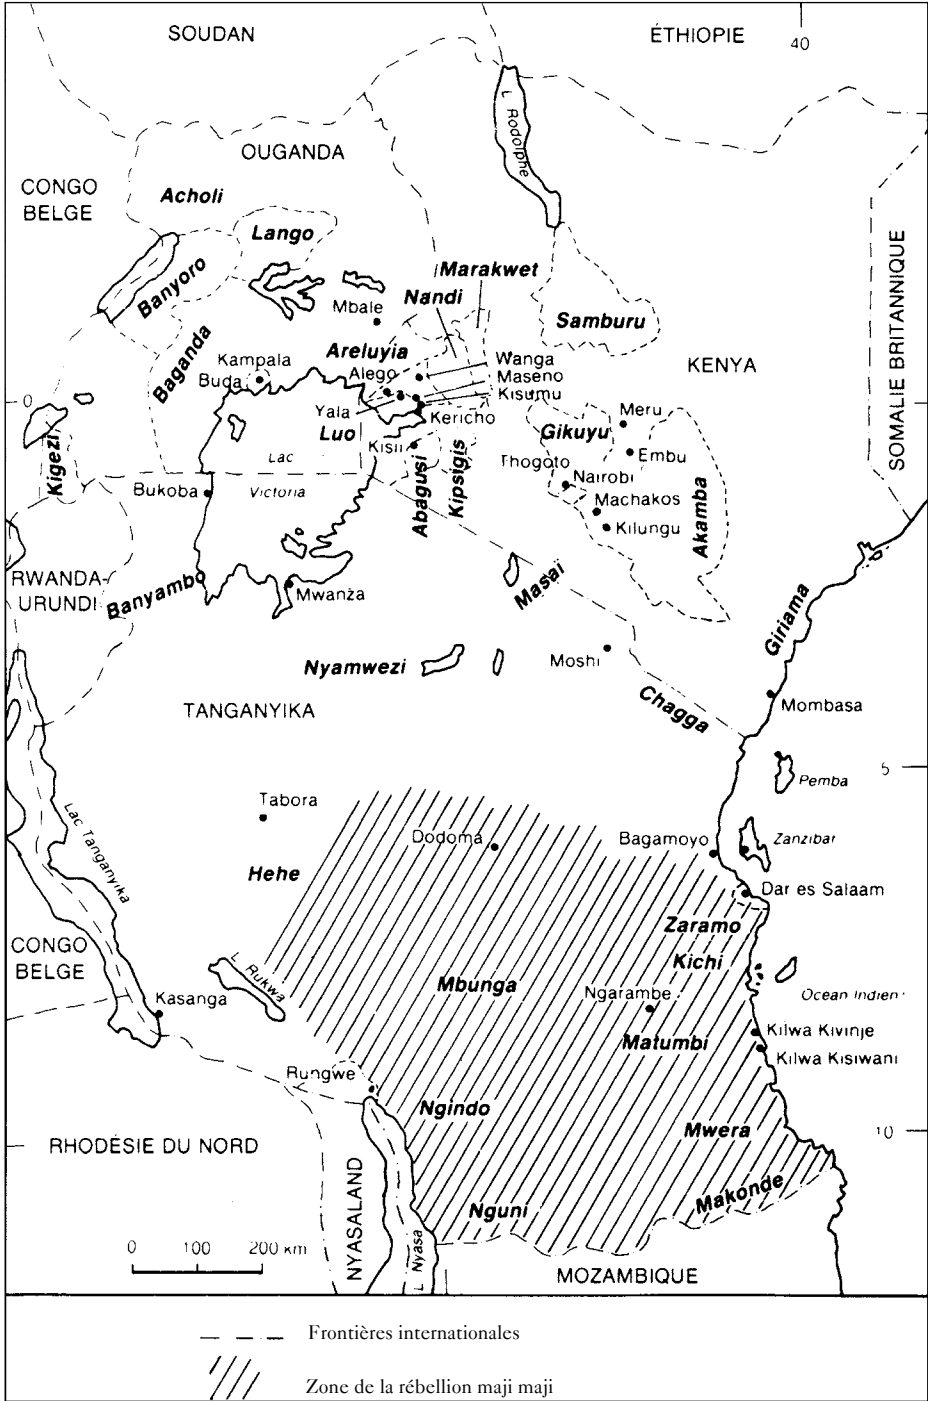 SOUDAN
ÉTHIOPIE
40
L Rodolphe
OUGANDA
CONGO
BELGE
Acholi
Lango
SOMALIE BRITANNIQUE
Banyoro
Marakwet
Nandi
Mbale
Samburu
Baganda
Areluyia
Kampala
Buda
Alego
Wanga
Maseno
Kisumu
KENYA
0
Yala
Kericho
Meru
Luo
Gikuyu
Kisii
Embu
Kigezi
Lac
Victoria
Abagusi
Kipsigis
Thogoto
Nairobi
Bukoba
Machakos
Akamba
Kilungu
RWANDA-
URUNDI
Banyambo
Mwanza
Masai
Giriama
Nyamwezi
Moshi
TANGANYIKA
Chagga
Mombasa
5
Pemba
Tabora
Lac Tanganyika
Dodoma
Bagamoyo
Zanzibar
Hehe
Dar es Salaam
Zaramo
CONGO
BELGE
L Rukwa
Kichi
Mbunga
Ngarambe
Océan Indien
Kasanga
Matumbi
Kilwa Kivinje
Kilwa Kisiwani
Rungwe
Ngindo
Mwera
10
RHODÉSIE DU NORD
Makonde
Nguni
NYASALAND
L Nyasa
0 100 200 km
MOZAMBIQUE
Frontières internationales
Zone de la rébellion maji maji